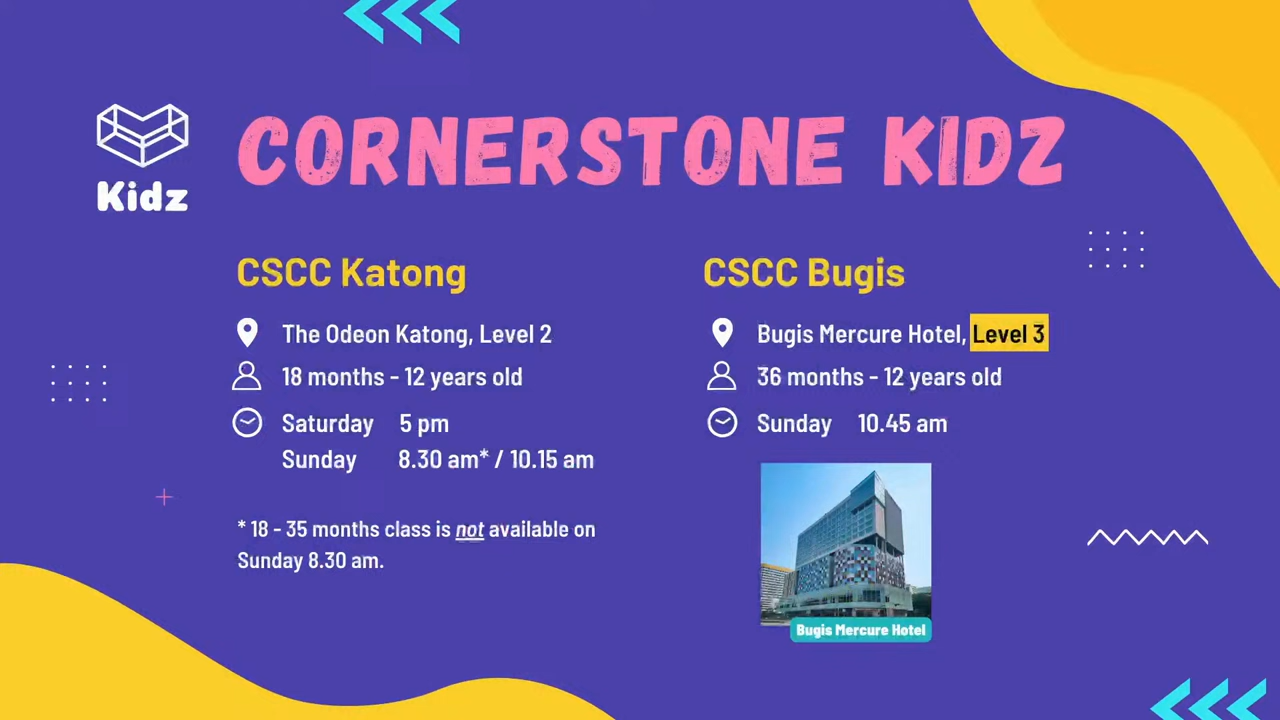 Kidz
CORNERSTONE KIDZ
CSCC Katong
The Odeon Katong, Level 2
18 months - 12 years old
Saturday 5 pm
Sunday 8.30 am* / 10.15 am
* 18 - 35 months class is not available on
Sunday 8.30 am.
CSCC Bugis
Bugis Mercure Hotel, Level 3
36 months - 12 years old
Sunday 10.45 am
Bugis Mercure Hotel